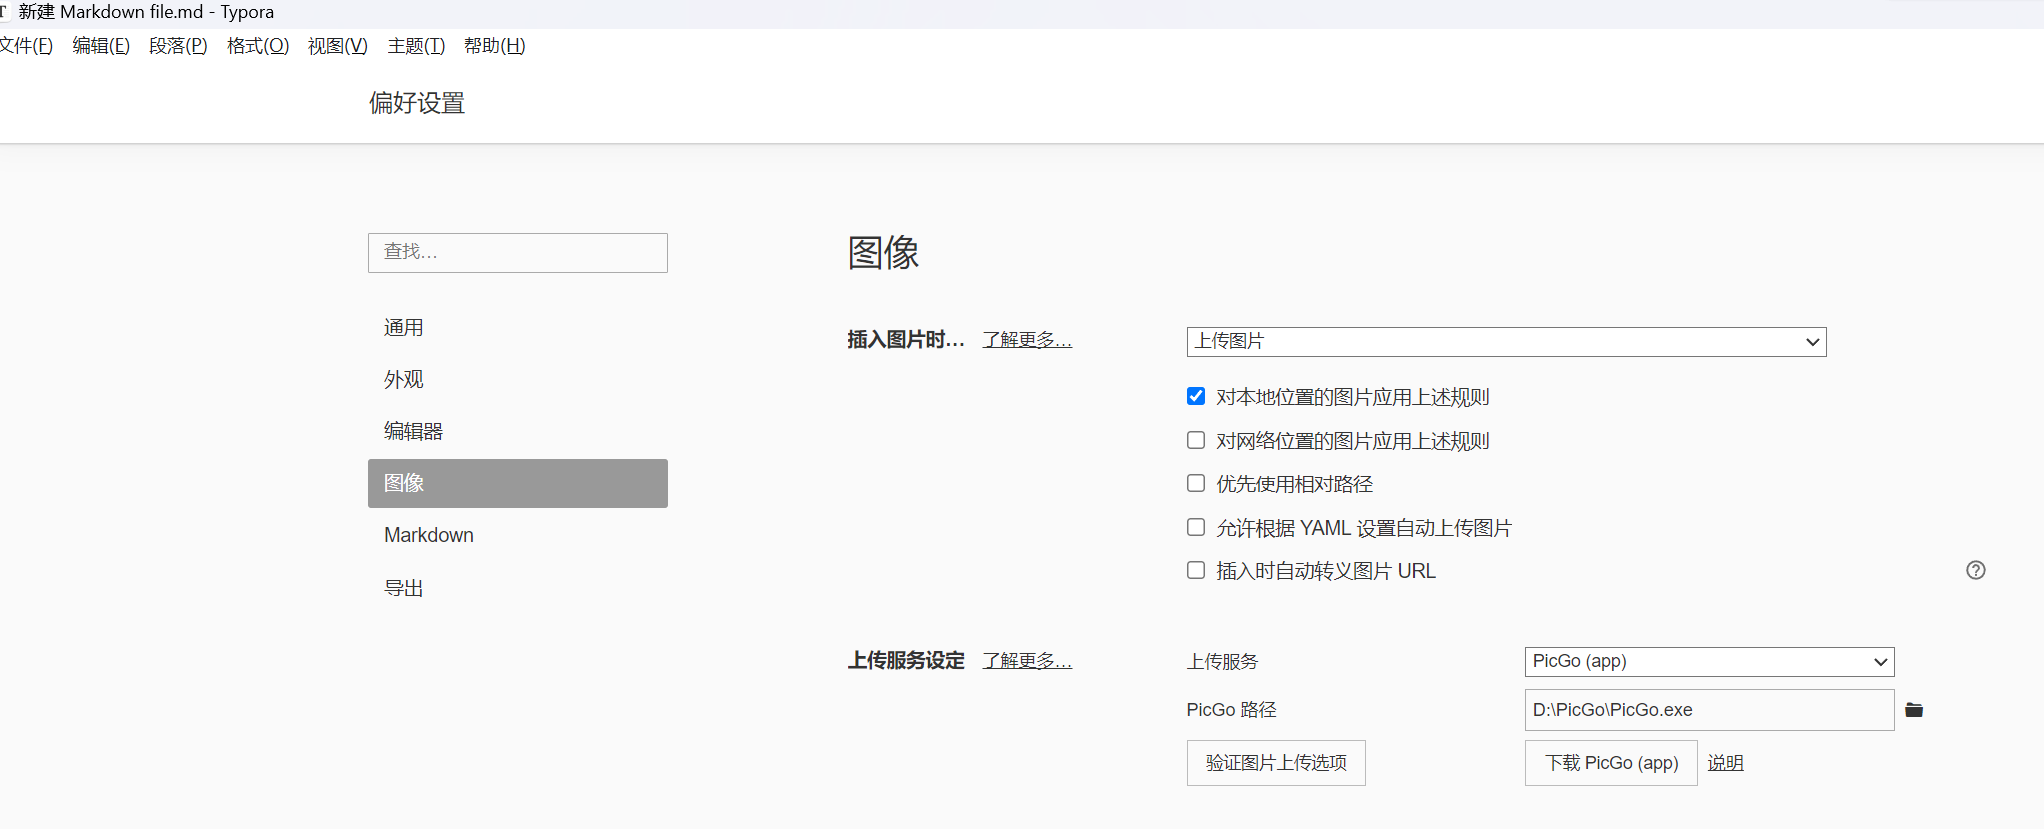 新建 Markdown file.md - Typora
文件(F) 编辑(E) 段落(P) 格式(O) 视图(V) 主题(T) 帮助(H)
偏好设置
查找...
通用
外观
编辑器
图像
Markdown
导出
图像
插入图片时... 了解更多... 上传图片
对本地位置的图片应用上述规则
对网络位置的图片应用上述规则
优先使用相对路径
允许根据 YAML 设置自动上传图片
插入时自动转义图片 URL
上传服务设定 了解更多... 上传服务 PicGo (app)
PicGo 路径 D:\PicGo\PicGo.exe
验证图片上传选项 下载 PicGo (app) 说明